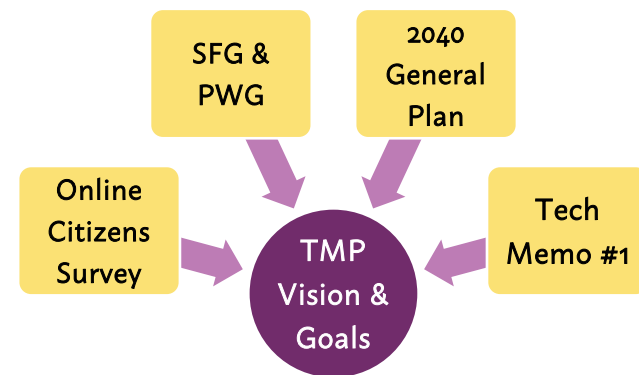 SFG &
PWG
2040
General
Plan
Online
Citizens
Survey
Tech
Memo #1
TMP
Vision &
Goals